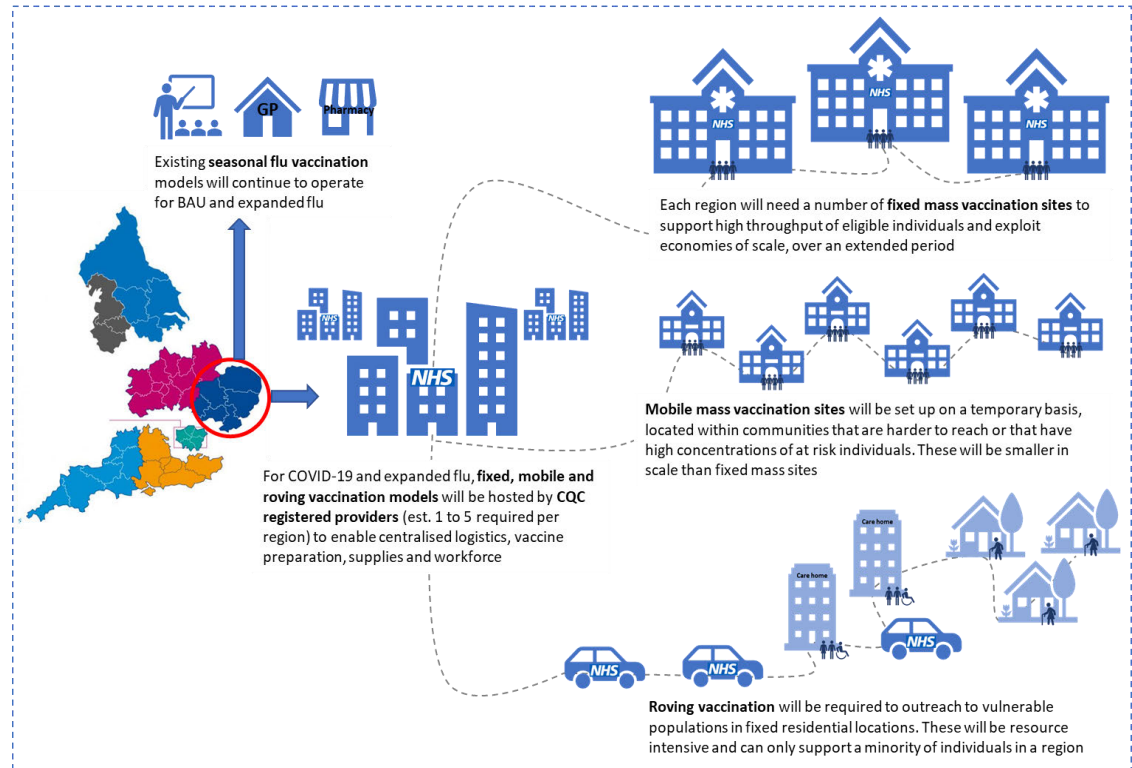 GP
Pharmacy
Existing seasonal flu vaccination
models will continue to operate
for BAU and expanded flu
NHS
NHS
NHS
Each region will need a number of fixed mass vaccination sites to
support high throughput of eligible individuals and exploit
economies of scale, over an extended period
NHS
NHS
NHS
Mobile mass vaccination sites will be set up on a temporary basis,
located within communities that are harder to reach or that have
high concentrations of at risk individuals. These will be smaller in
scale than fixed mass sites
For COVID-19 and expanded flu, fixed, mobile and
roving vaccination models will be hosted by CQC
registered providers (est. 1 to 5 required per
region) to enable centralised logistics, vaccine
preparation, supplies and workforce
Care home
Care home
NHS
NHS
NHS
Roving vaccination will be required to outreach to vulnerable
populations in fixed residential locations. These will be resource
intensive and can only support a minority of individuals in a region